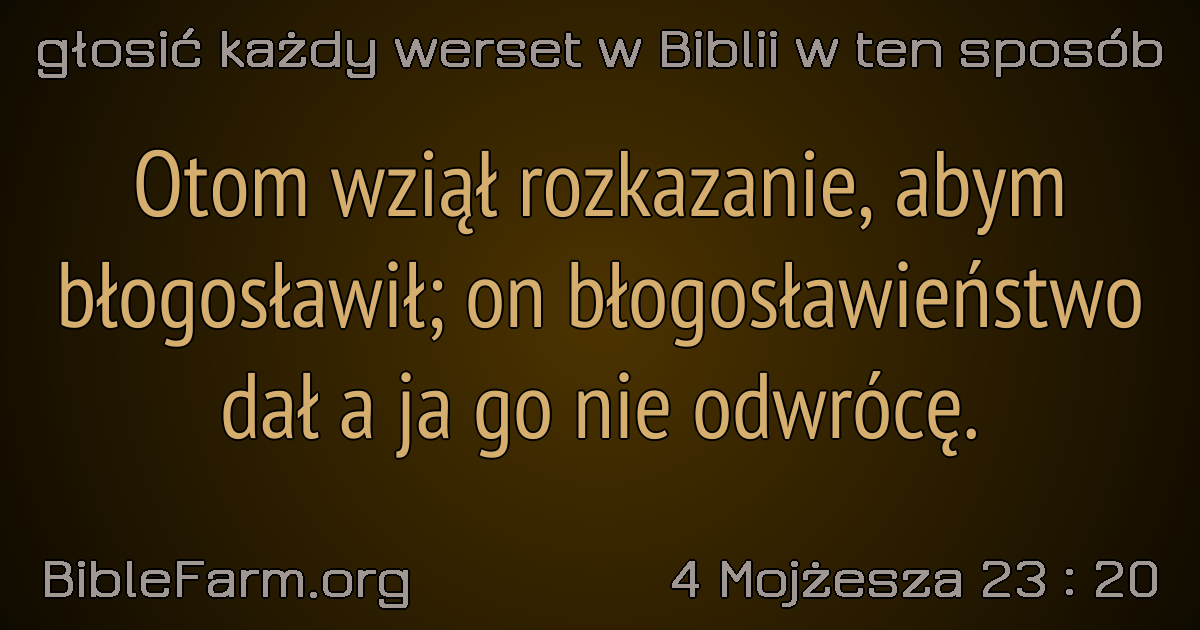 głosić każdy werset w Biblii w ten sposób
Otom wziął rozkazanie, abym
błogosławił; on błogosławieństwo
dał a ja go nie odwrócę.
BibleFarm.org
4 Mojżesza 23 : 20